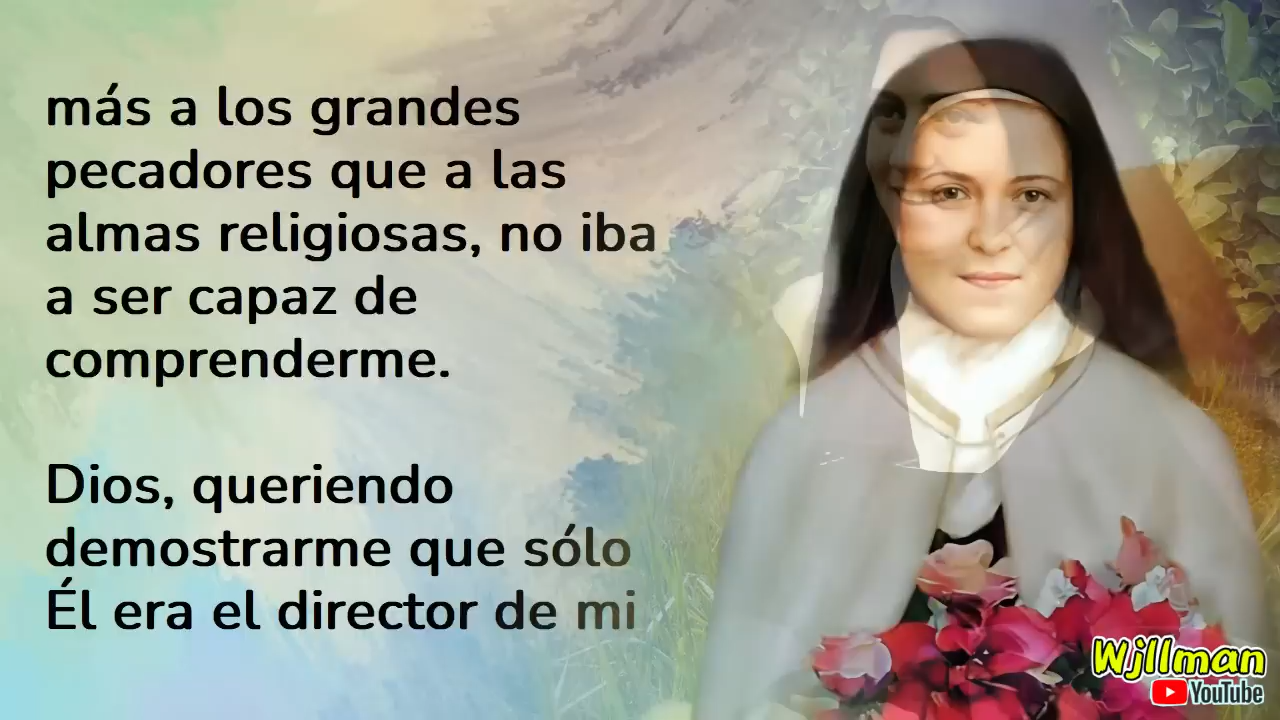 más a los grandes
pecadores que a las
almas religiosas, no iba
a ser capaz de
comprenderme.
Dios, queriendo
demostrarme que sólo
Él era el director de mi
Wjllman
YouTube